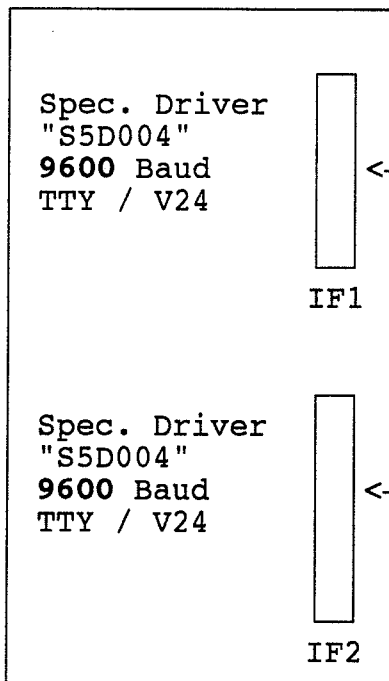 Spec. Driver
"S5D004"
9600 Baud
TTY / V24
<-
IF1
Spec. Driver
"S5D004"
9600 Baud
TTY / V24
<-
IF2